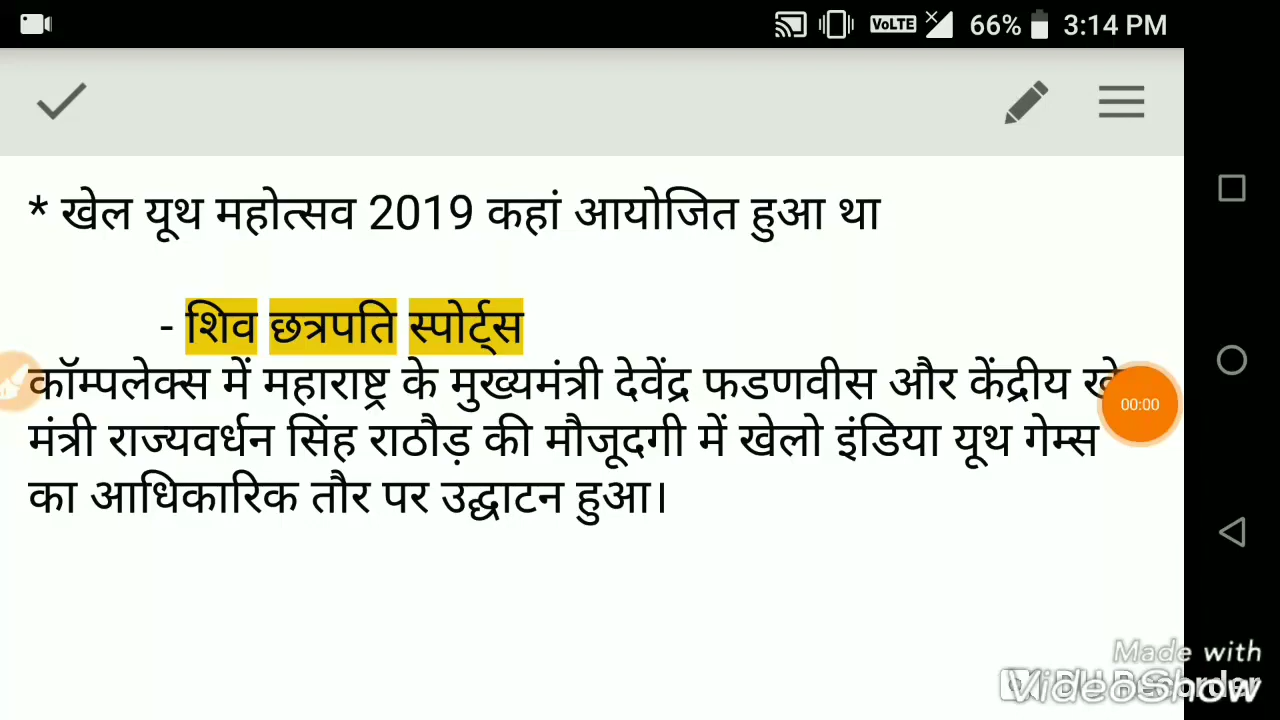 VoLTE 66% 3:14 PM
* खेल यूथ महोत्सव 2019 कहां आयोजित हुआ था
- शिव छत्रपति स्पोर्ट्स
कॉम्पलेक्स में महाराष्ट्र के मुख्यमंत्री देवेंद्र फडणवीस और केंद्रीय
00:00
मंत्री राज्यवर्धन सिंह राठौड़ की मौजूदगी में खेलो इंडिया यूथ गेम्स
का आधिकारिक तौर पर उद्घाटन हुआ।
Made with
VideoShow